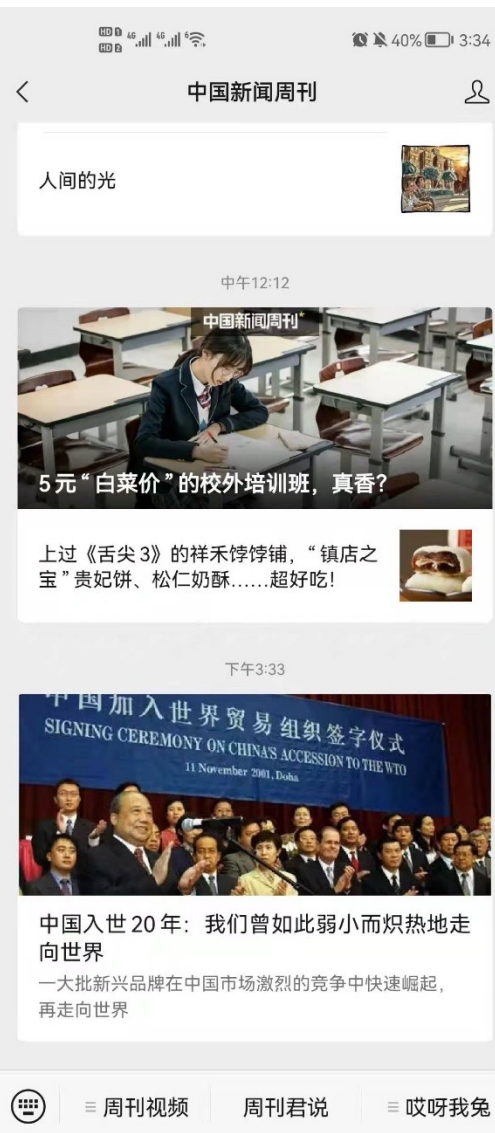 HD 1 46 46 6 40% 3:34
HD 2
中国新闻周刊
人间的光
中午12:12
中国新闻周刊
5元“白菜价”的校外培训班，真香?
上过《舌尖3》的祥禾饽饽铺，“镇店之
宝”贵妃饼、松仁奶酥……超好吃!
下午3:33
中国加入世界贸易组织签字仪式
SIGNING CEREMONY ON CHINA'S ACCESSION TO THE WTO
11 November 2001, Doha
中国入世20年：我们曾如此弱小而炽热地走
向世界
一大批新兴品牌在中国市场激烈的竞争中快速崛起，
再走向世界
周刊视频 周刊君说 哎呀我兔